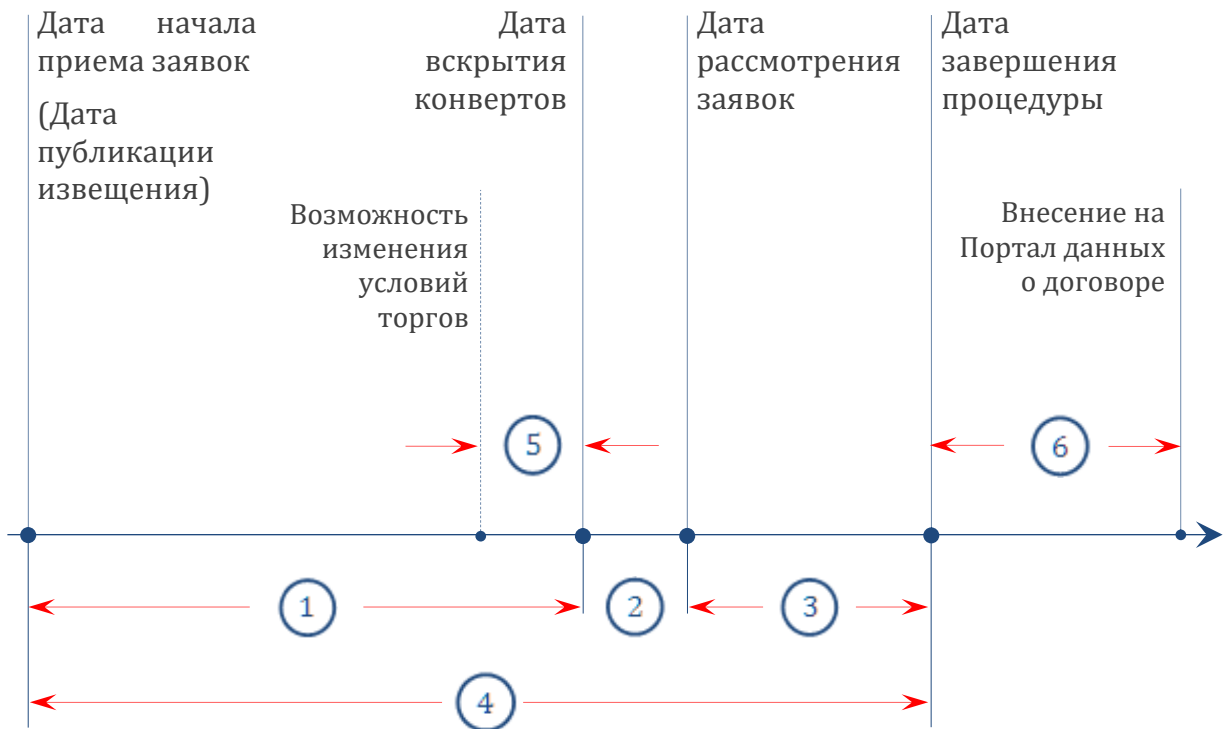 Дата начала
приема заявок
(Дата
публикации
извещения)
Дата
вскрытия
конвертов
Дата
рассмотрения
заявок
Дата
завершения
процедуры
Возможность
изменения
условий
торгов
Внесение на
Портал данных
о договоре
5
6
1
2
3
4